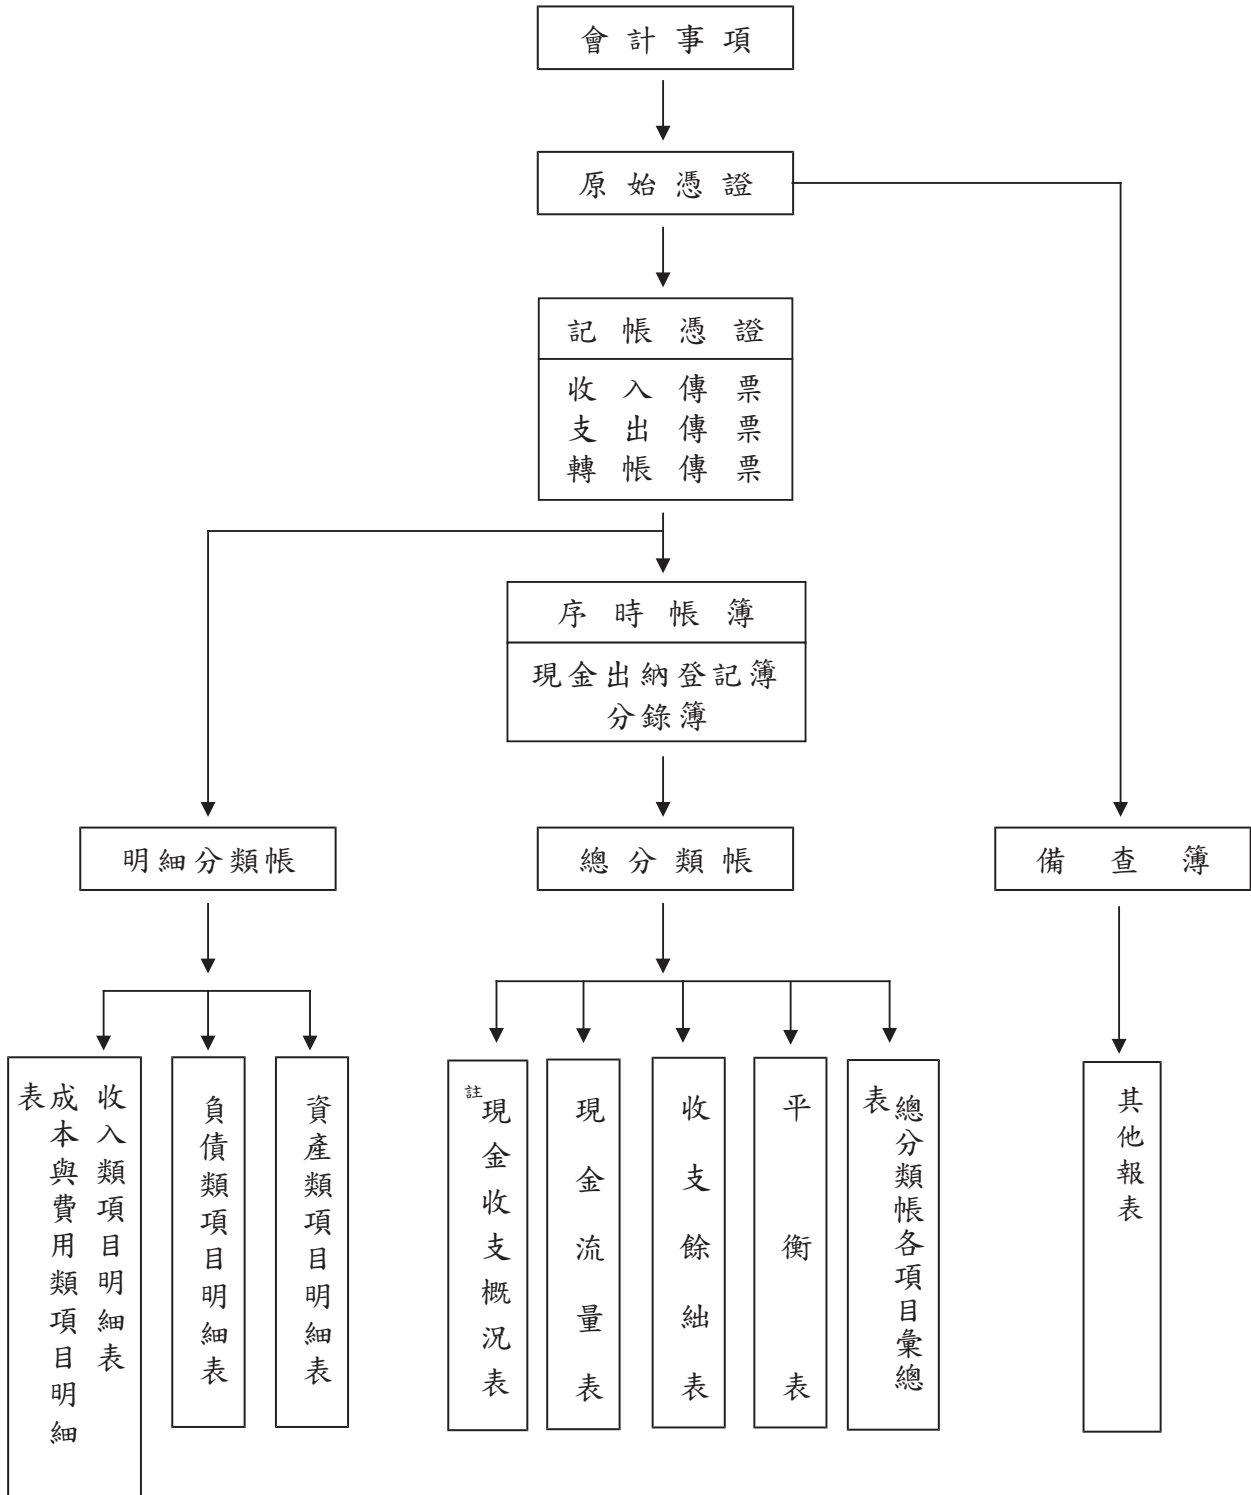 會計事項
原始憑證
記帳憑證
收入傳票
支出傳票
轉帳傳票
序時帳簿
現金出納登記簿
分錄簿
明細分類帳
總分類帳
備查簿
收入類項目明細表
成本與費用類項目明細
表
負債類項目明細表
資產類項目明細表
註現金收支概況表
現金流量表
收支餘絀表
平衡表
總分類帳各項目彙總
表
其他報表